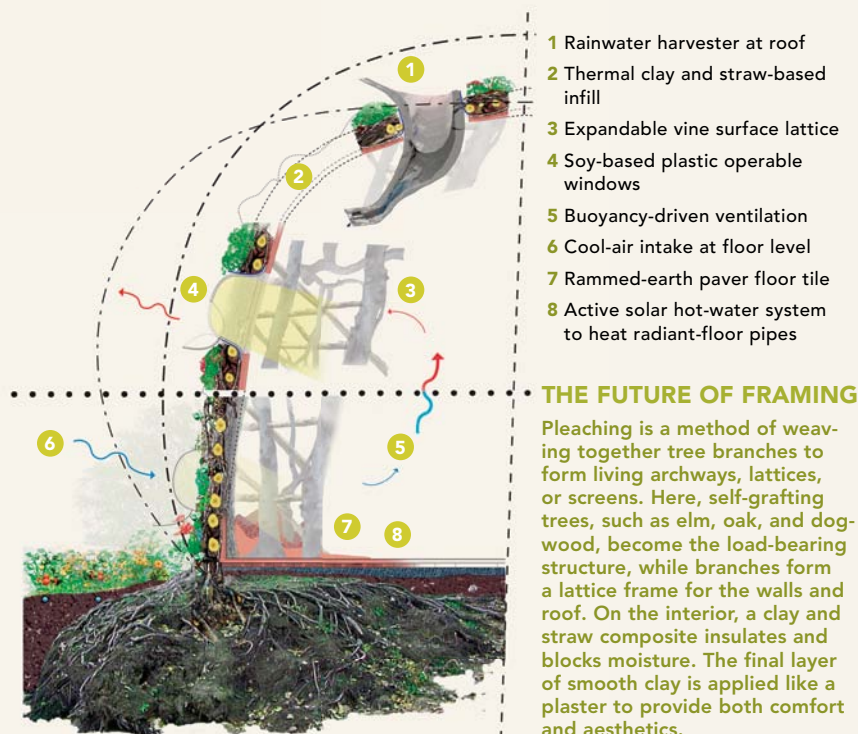 1 Rainwater harvester at roof
2 Thermal clay and straw-based
infill
3 Expandable vine surface lattice
4 Soy-based plastic operable
windows
5 Buoyancy-driven ventilation
6 Cool-air intake at floor level
7 Rammed-earth paver floor tile
8 Active solar hot-water system
to heat radiant-floor pipes
THE FUTURE OF FRAMING
Pleaching is a method of weav-
ing together tree branches to
form living archways, lattices,
or screens. Here, self-grafting
trees, such as elm, oak, and dog-
wood, become the load-bearing
structure, while branches form
a lattice frame for the walls and
roof. On the interior, a clay and
straw composite insulates and
blocks moisture. The final layer
of smooth clay is applied like a
plaster to provide both comfort
and aesthetics.
1
2
4
3
6
5
7
8